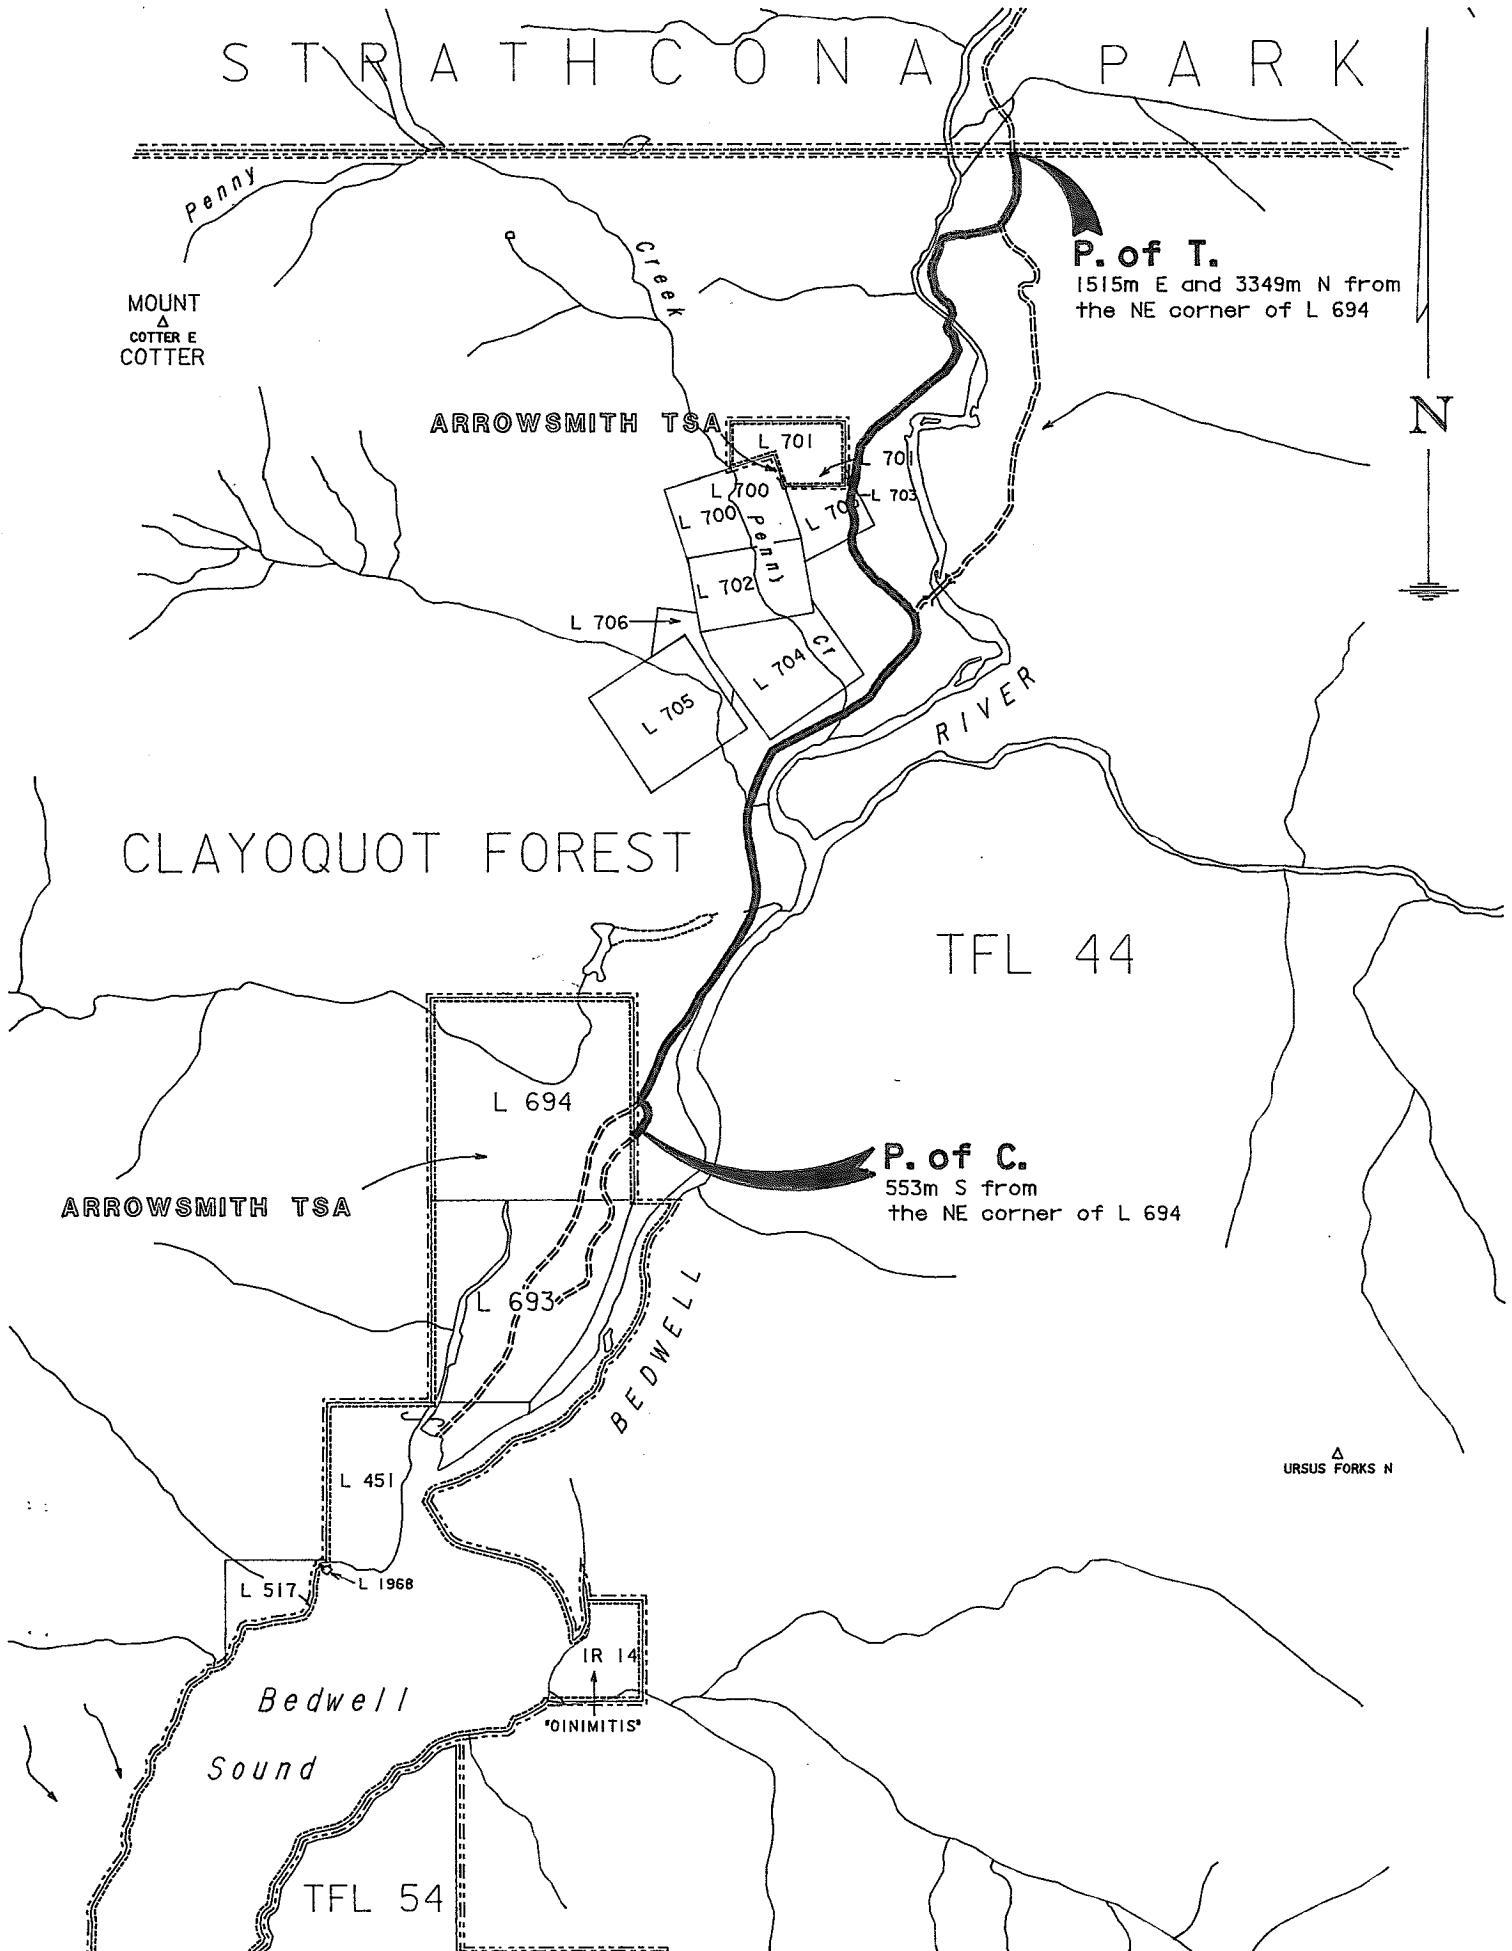 STRATHCONA PARK
Penny
Creek
P. of T.
1515m E and 3349m N from
the NE corner of L 694
MOUNT
COTTER E
COTTER
N
ARROWSMITH TSA
L 701
L 701
L 700
L 703
L 700
Penny
L 702
L 706
Cr
L 704
L 705
RIVER
CLAYOQUOT FOREST
TFL 44
L 694
P. of C.
553m S from
the NE corner of L 694
ARROWSMITH TSA
L 693
BEDWELL
URSUS FORKS N
L 451
L 517
L 1968
IR 14
"OINIMITIS"
Bedwell
Sound
TFL 54